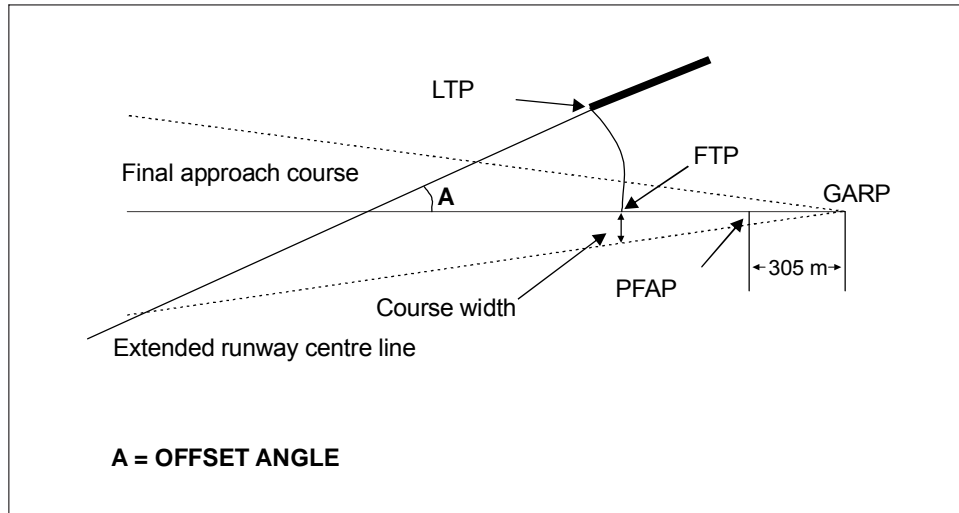 LTP
FTP
Final approach course
A
GARP
305 m
PFAP
Course width
Extended runway centre line
A = OFFSET ANGLE